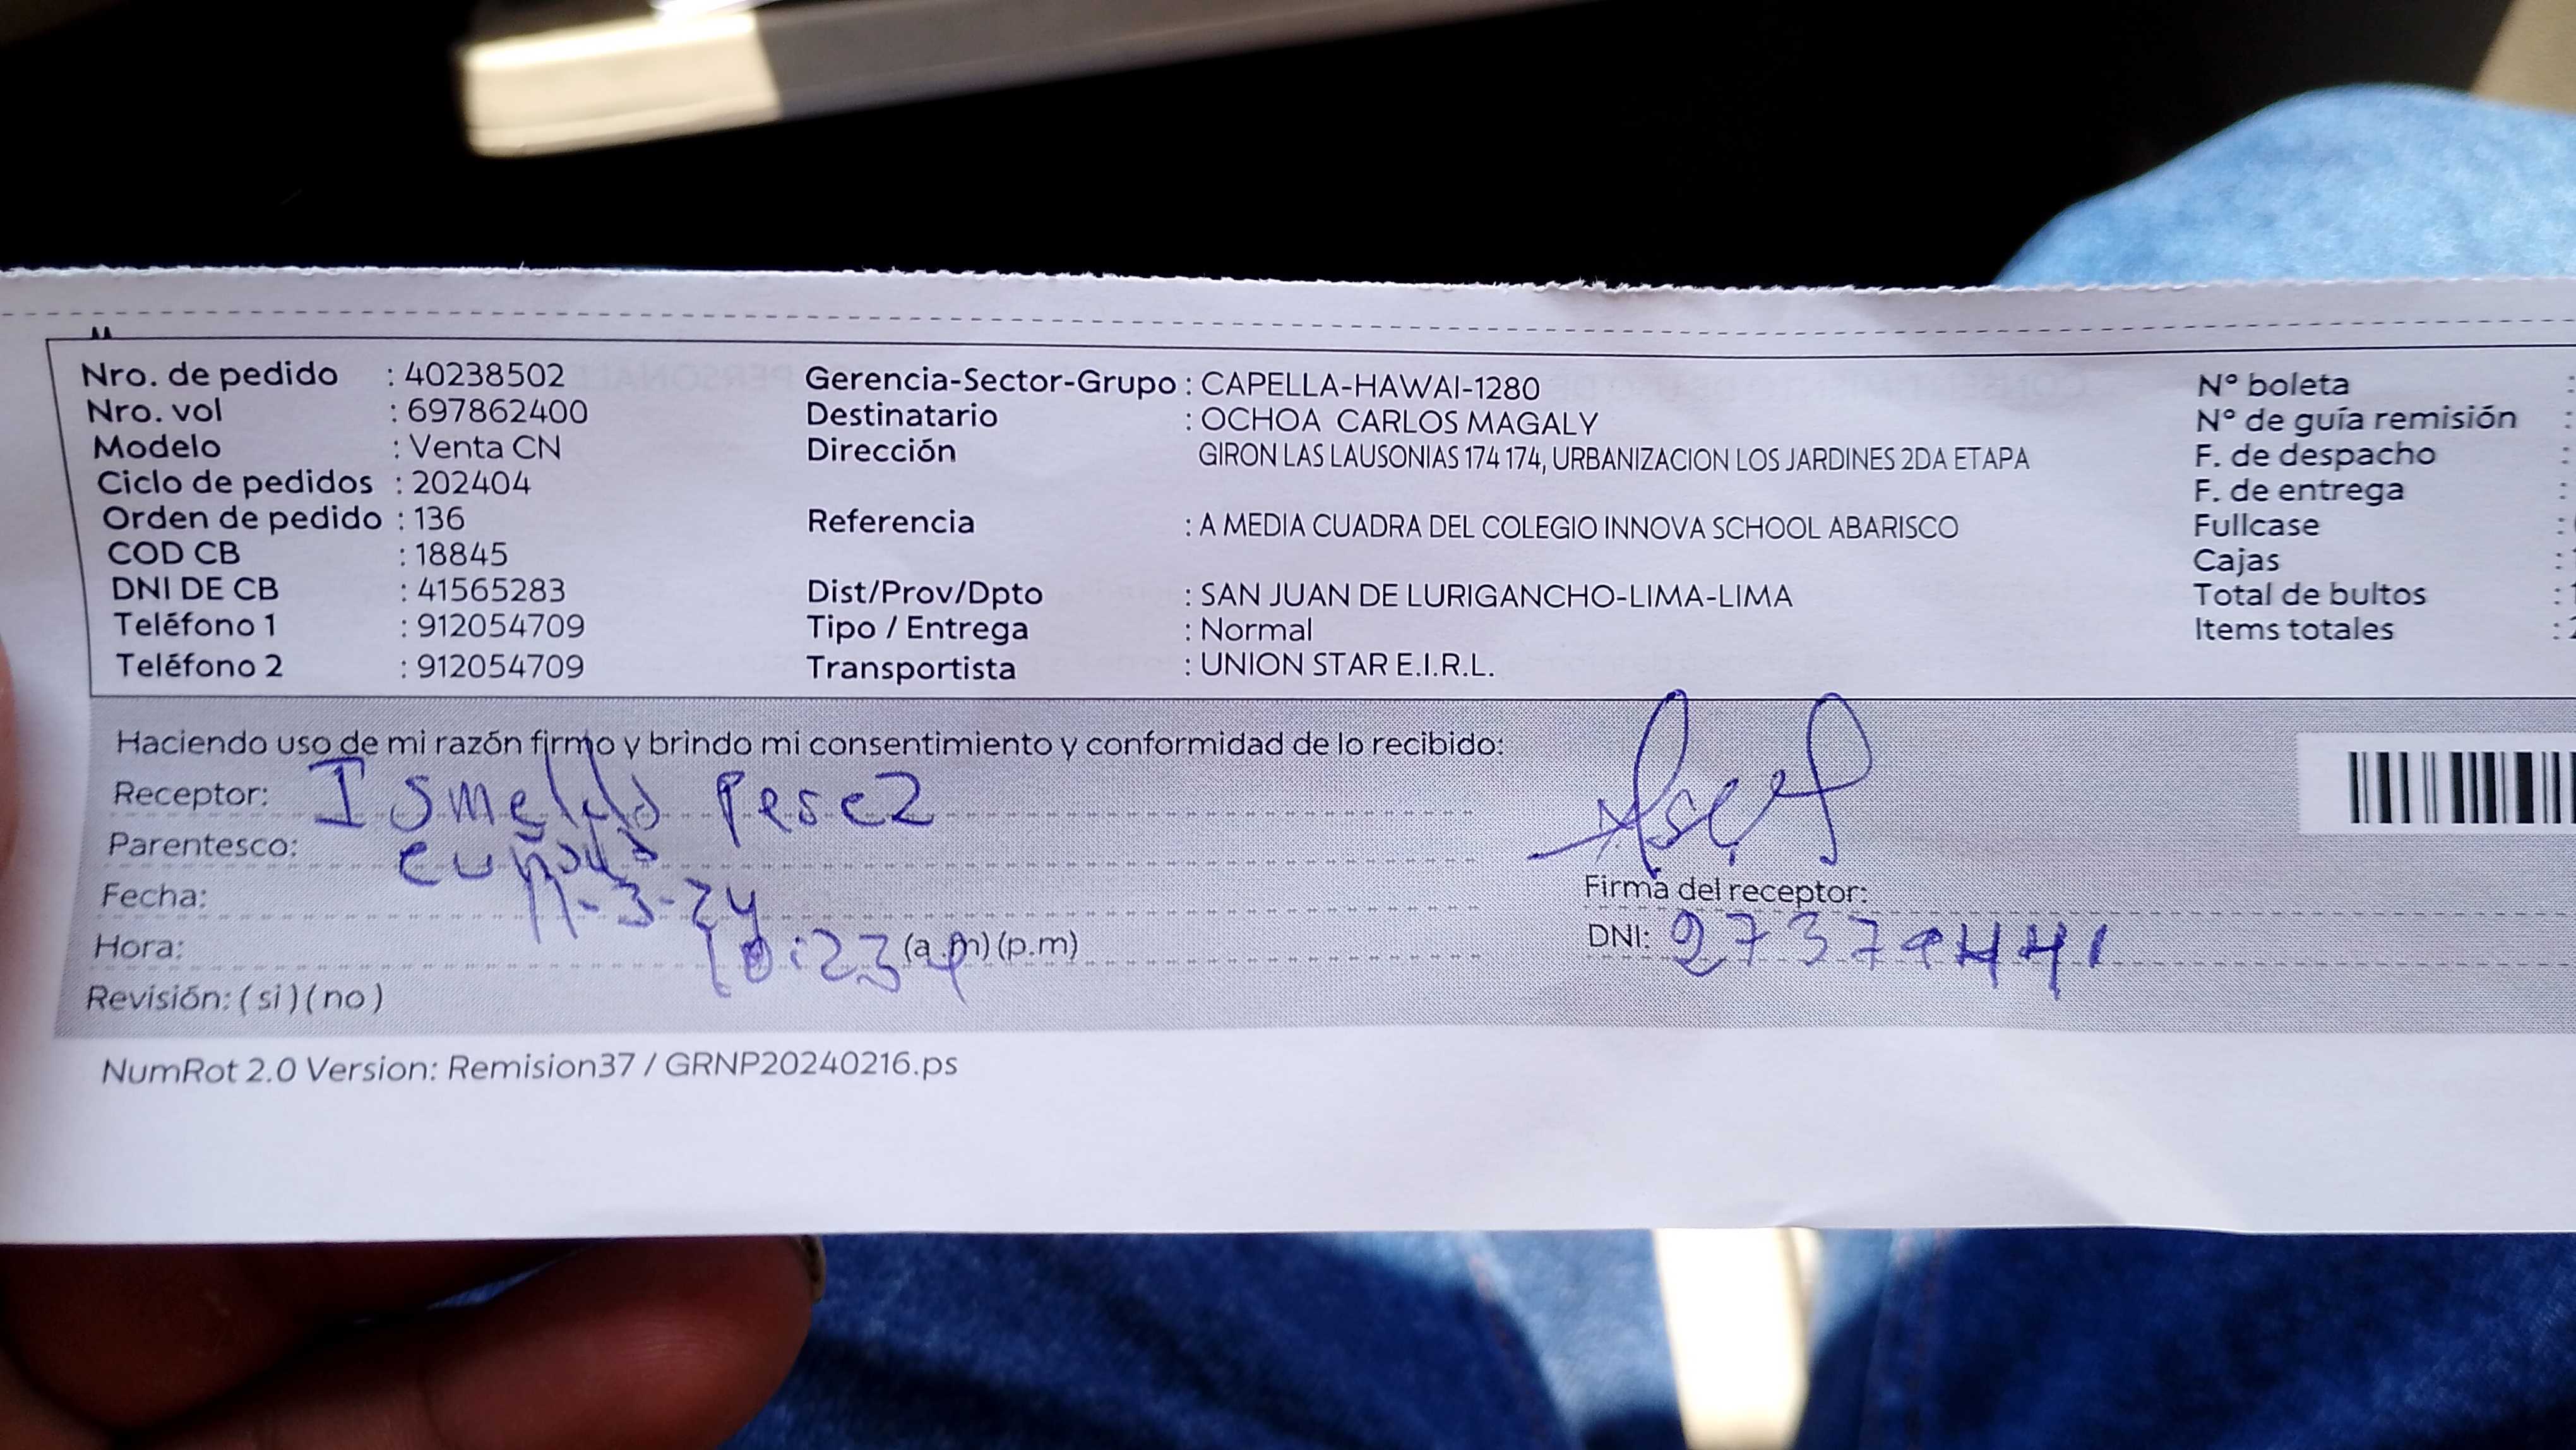 Nro. de pedido : 40238502
Nro. vol : 697862400
Modelo : Venta CN
Ciclo de pedidos : 202404
Orden de pedido : 136
COD CB : 18845
DNI DE CB : 41565283
Teléfono 1 : 912054709
Teléfono 2 : 912054709
Gerencia-Sector-Grupo : CAPELLA-HAWAI-1280
Destinatario : OCHOA CARLOS MAGALY
Dirección GIRON LAS LAUSONIAS 174 174, URBANIZACION LOS JARDINES 2DA ETAPA
Referencia : A MEDIA CUADRA DEL COLEGIO INNOVA SCHOOL ABARISCO
Dist/Prov/Dpto : SAN JUAN DE LURIGANCHO-LIMA-LIMA
Tipo / Entrega : Normal
Transportista : UNION STAR E.I.R.L.
N° boleta :
N° de guía remisión :
F. de despacho :
F. de entrega :
Fullcase :
Cajas :
Total de bultos :
Items totales :
Haciendo uso de mi razón firmo y brindo mi consentimiento y conformidad de lo recibido:
Receptor: Ismeldo Perez
Parentesco: cuñado
Fecha: 11-3-24
Hora: 10:23 (a.m) (p.m)
Revisión: ( si ) ( no )
Firma del receptor:
DNI: 27379441
NumRot 2.0 Version: Remision37 / GRNP20240216.ps